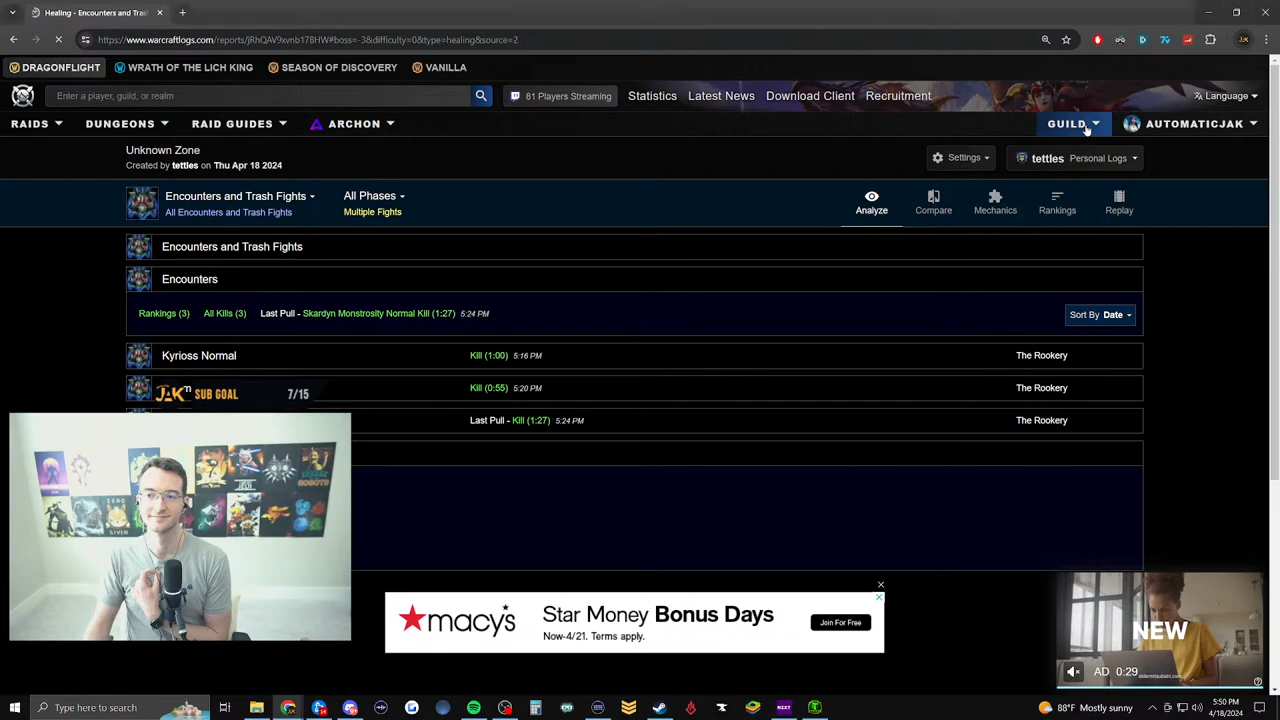 Healing - Encounters and Tras
https://www.warcraftlogs.com/reports/jRhQAV9xvnb17BHW#boss=-3&difficulty=0&type=healing&source=2
DRAGONFLIGHT WRATH OF THE LICH KING SEASON OF DISCOVERY VANILLA
Enter a player, guild, or realm 81 Players Streaming Statistics Latest News Download Client Recruitment Language
RAIDS DUNGEONS RAID GUIDES ARCHON GUILD AUTOMATICJAK
Unknown Zone
Created by tettles on Thu Apr 18 2024
Settings tettles Personal Logs
Encounters and Trash Fights All Phases
All Encounters and Trash Fights Multiple Fights
Analyze Compare Mechanics Rankings Replay
Encounters and Trash Fights
Encounters
Rankings (3) All Kills (3) Last Pull - Skardyn Monstrosity Normal Kill (1:27) 5:24 PM Sort By Date
Kyrioss Normal Kill (1:00) 5:16 PM The Rookery
Kill (0:55) 5:20 PM The Rookery
JAK SUB GOAL 7/15
Last Pull - Kill (1:27) 5:24 PM The Rookery
macy's
Star Money Bonus Days
Now-4/21. Terms apply.
Join For Free
NEW
AD 0:29
Type here to search
88°F Mostly sunny
5:50 PM
4/18/2024